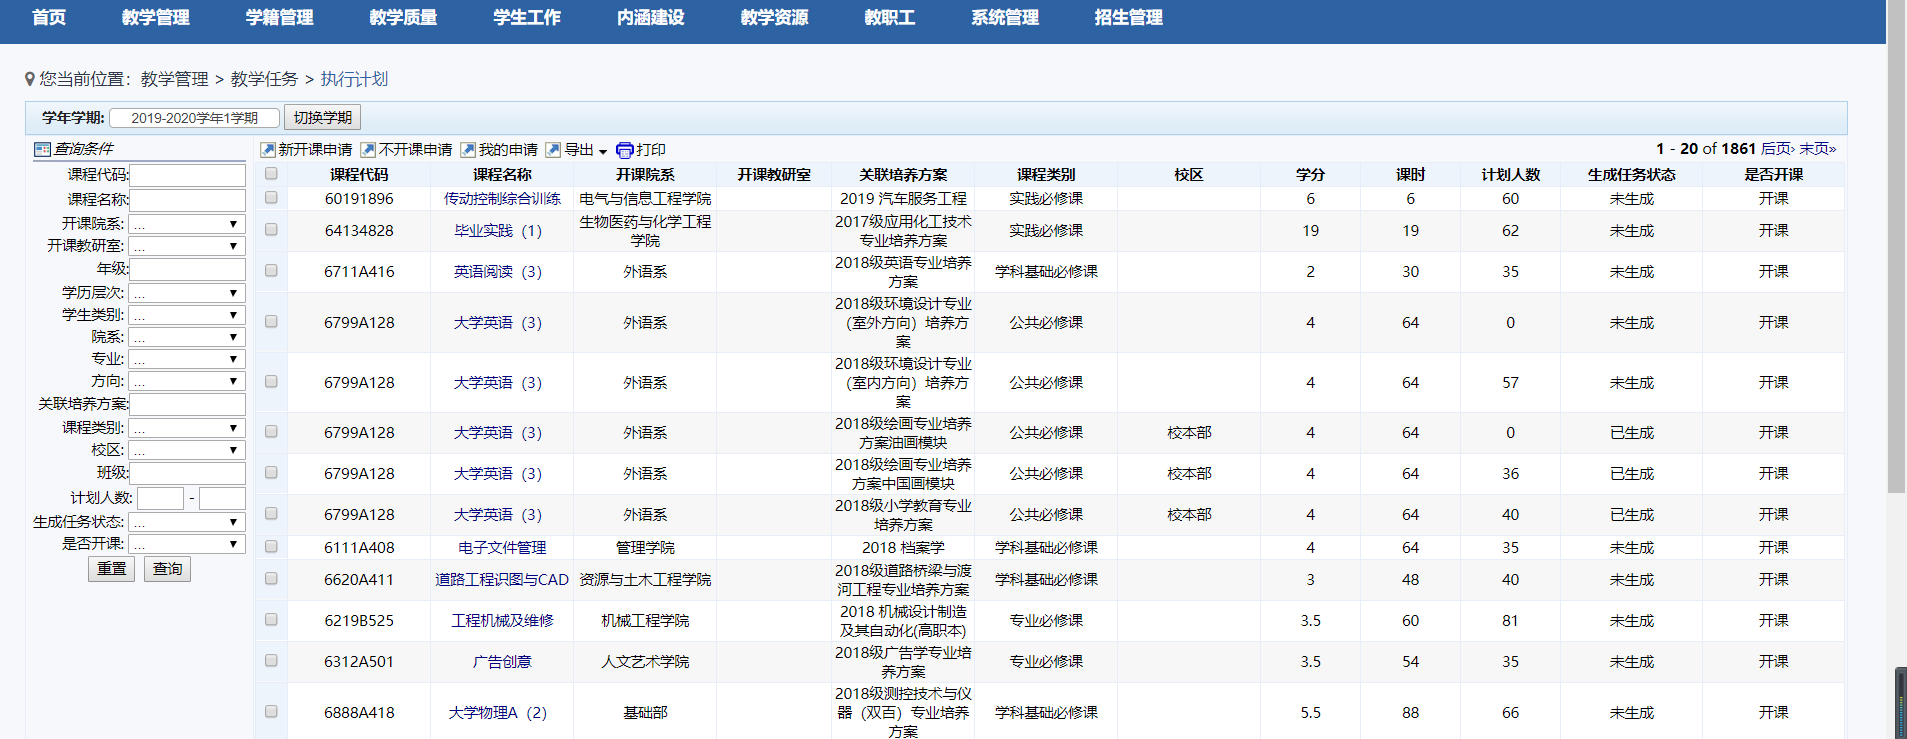 首页 教学管理 学籍管理 教学质量 学生工作 内涵建设 教学资源 教职工 系统管理 招生管理
您当前位置：教学管理 > 教学任务 > 执行计划
学年学期: 2019-2020学年1学期 切换学期
查询条件
课程代码:
课程名称:
开课院系: ...
开课教研室: ...
年级:
学历层次: ...
学生类别: ...
院系: ...
专业: ...
方向: ...
关联培养方案:
课程类别: ...
校区: ...
班级:
计划人数: -
生成任务状态: ...
是否开课: ...
重置 查询
新开课申请 不开课申请 我的申请 导出 打印 1 - 20 of 1861 后页› 末页»
课程代码 课程名称 开课院系 开课教研室 关联培养方案 课程类别 校区 学分 课时 计划人数 生成任务状态 是否开课
60191896 传动控制综合训练 电气与信息工程学院 2019 汽车服务工程 实践必修课 6 6 60 未生成 开课
生物医药与化学工程 2017级应用化工技术
64134828 毕业实践（1） 实践必修课 19 19 62 未生成 开课
学院 专业培养方案
2018级英语专业培养
6711A416 英语阅读（3） 外语系 学科基础必修课 2 30 35 未生成 开课
方案
2018级环境设计专业
6799A128 大学英语（3） 外语系 （室外方向）培养方 公共必修课 4 64 0 未生成 开课
案
2018级环境设计专业
6799A128 大学英语（3） 外语系 （室内方向）培养方 公共必修课 4 64 57 未生成 开课
案
2018级绘画专业培养
6799A128 大学英语（3） 外语系 公共必修课 校本部 4 64 0 已生成 开课
方案油画模块
2018级绘画专业培养
6799A128 大学英语（3） 外语系 公共必修课 校本部 4 64 36 已生成 开课
方案中国画模块
2018级小学教育专业
6799A128 大学英语（3） 外语系 公共必修课 校本部 4 64 40 已生成 开课
培养方案
6111A408 电子文件管理 管理学院 2018 档案学 学科基础必修课 4 64 35 未生成 开课
2018级道路桥梁与渡
6620A411 道路工程识图与CAD 资源与土木工程学院 学科基础必修课 3 48 40 未生成 开课
河工程专业培养方案
2018 机械设计制造
6219B525 工程机械及维修 机械工程学院 专业必修课 3.5 60 81 未生成 开课
及其自动化(高职本)
2018级广告学专业培
6312A501 广告创意 人文艺术学院 专业必修课 3.5 54 35 未生成 开课
养方案
2018级测控技术与仪
6888A418 大学物理A（2） 基础部 器（双百）专业培养 学科基础必修课 5.5 88 66 未生成 开课
方案